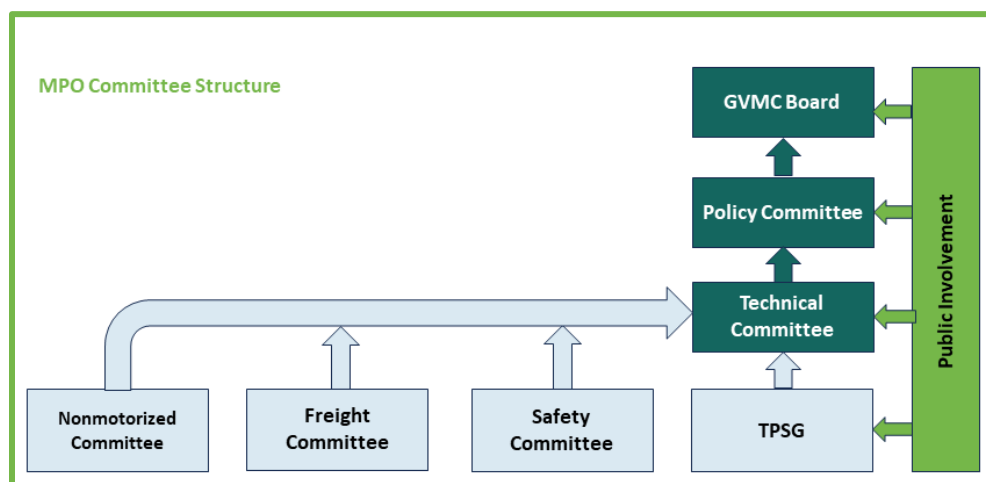 MPO Committee Structure
GVMC Board
Policy Committee
Technical
Committee
Public Involvement
Nonmotorized
Committee
Freight
Committee
Safety
Committee
TPSG